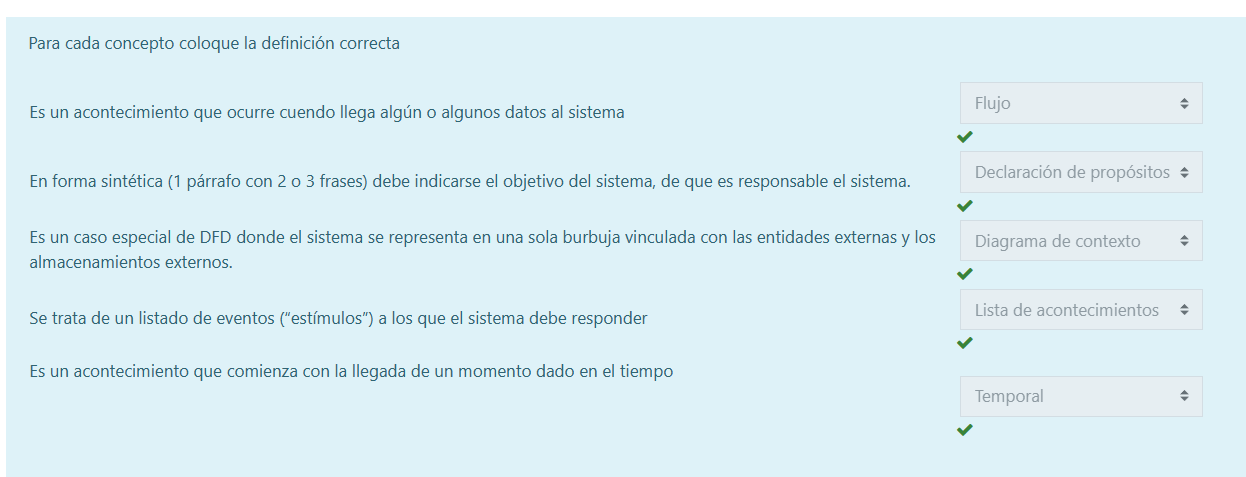 Para cada concepto coloque la definición correcta
Es un acontecimiento que ocurre cuendo llega algún o algunos datos al sistema
Flujo
En forma sintética (1 párrafo con 2 o 3 frases) debe indicarse el objetivo del sistema, de que es responsable el sistema.
Declaración de propósitos
Es un caso especial de DFD donde el sistema se representa en una sola burbuja vinculada con las entidades externas y los
almacenamientos externos.
Diagrama de contexto
Se trata de un listado de eventos (“estímulos”) a los que el sistema debe responder
Lista de acontecimientos
Es un acontecimiento que comienza con la llegada de un momento dado en el tiempo
Temporal